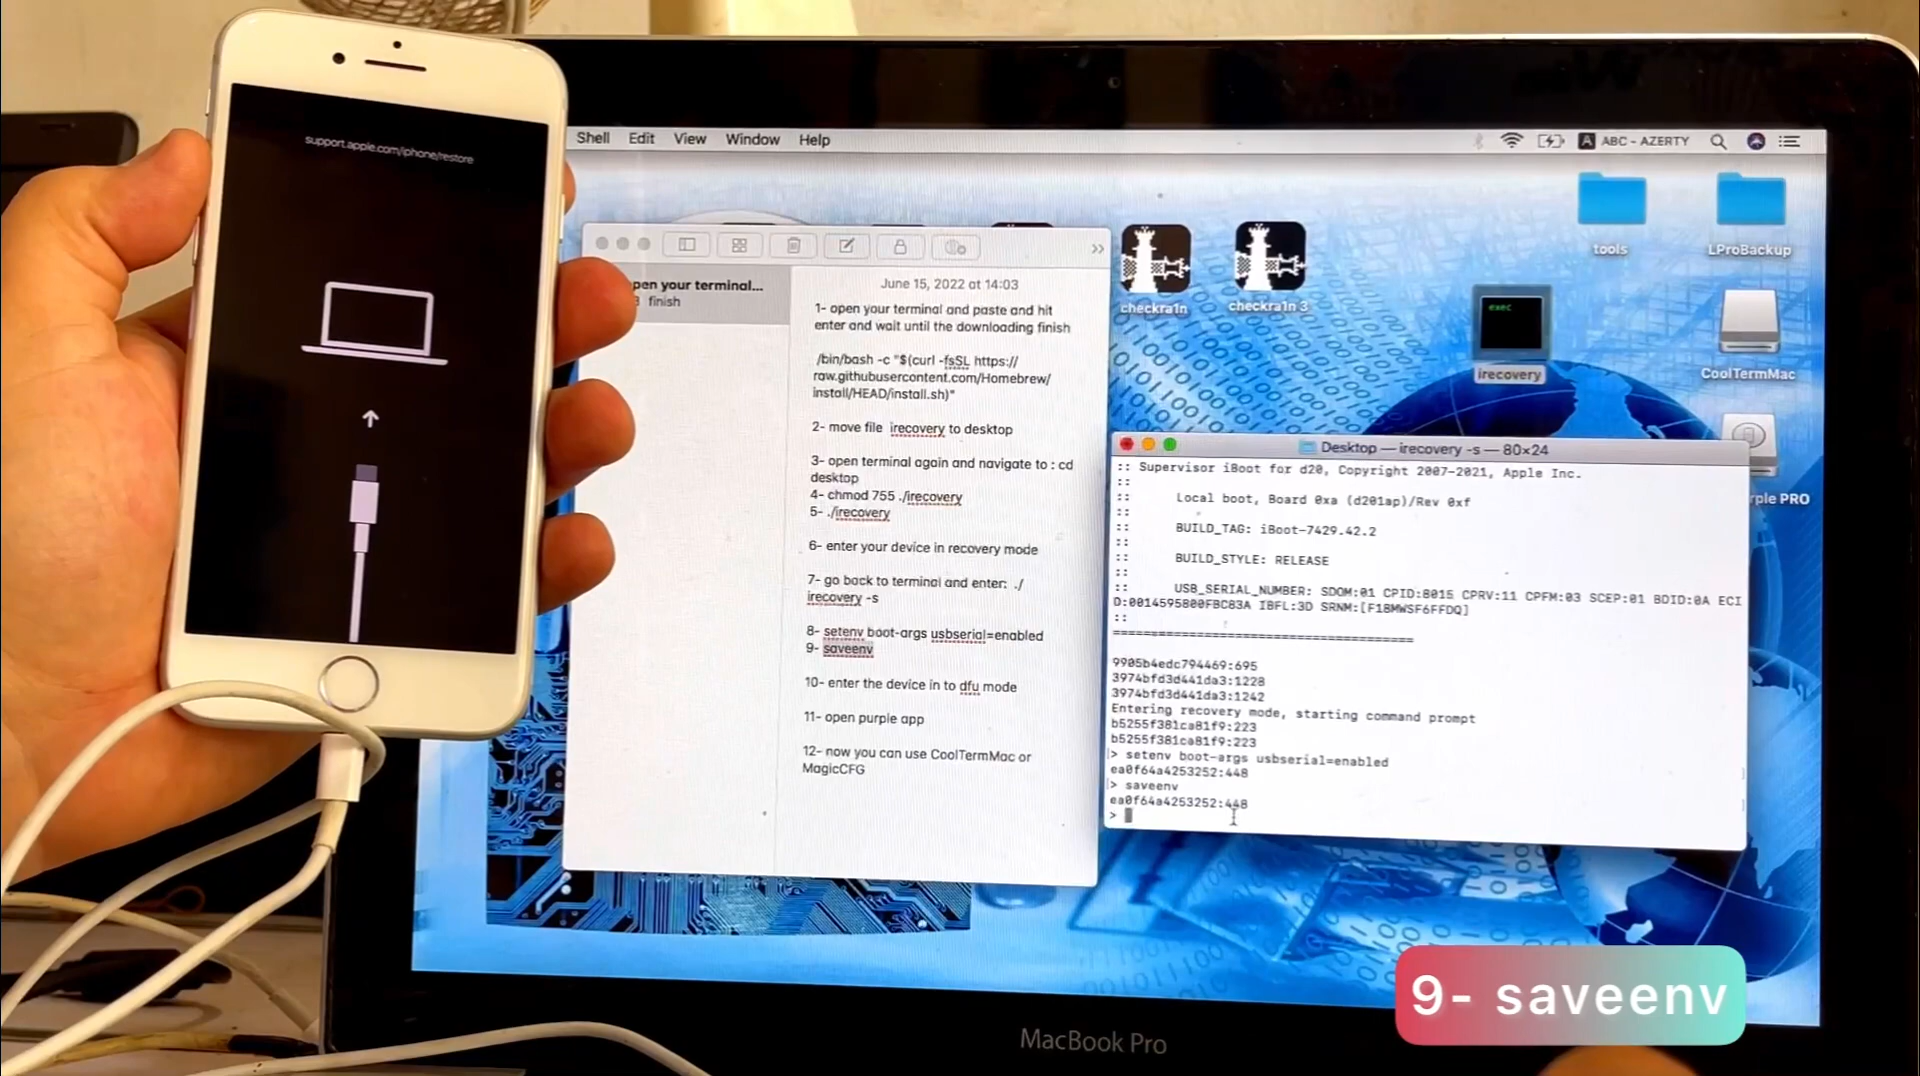 support.apple.com/iphone/restore
Shell Edit View Window Help
ABC - AZERTY
pen your terminal...
finish
June 15, 2022 at 14:03
1- open your terminal and paste and hit
enter and wait until the downloading finish
/bin/bash -c "$(curl -fsSL https://
raw.githubusercontent.com/Homebrew/
install/HEAD/install.sh)"
2- move file irecovery to desktop
3- open terminal again and navigate to : cd
desktop
4- chmod 755 ./irecovery
5- ./irecovery
6- enter your device in recovery mode
7- go back to terminal and enter: ./
irecovery -s
8- setenv boot-args usbserial=enabled
9- saveenv
10- enter the device in to dfu mode
11- open purple app
12- now you can use CoolTermMac or
MagicCFG
checkra1n
checkra1n 3
exec
irecovery
tools
LProBackup
CoolTermMac
rple PRO
Desktop — irecovery -s — 80×24
:: Supervisor iBoot for d20, Copyright 2007-2021, Apple Inc.
::
:: Local boot, Board 0xa (d201ap)/Rev 0xf
::
:: BUILD_TAG: iBoot-7429.42.2
::
:: BUILD_STYLE: RELEASE
::
:: USB_SERIAL_NUMBER: SDOM:01 CPID:8015 CPRV:11 CPFM:03 SCEP:01 BDID:0A ECI
D:0014595800FBC83A IBFL:3D SRNM:[F18MWSF6FFDQ]
::
=======================================
9905b4edc794469:695
3974bfd3d441da3:1228
3974bfd3d441da3:1242
Entering recovery mode, starting command prompt
b5255f381ca81f9:223
b5255f381ca81f9:223
> setenv boot-args usbserial=enabled
ea0f64a4253252:448
> saveenv
ea0f64a4253252:448
>
9- saveenv
MacBook Pro